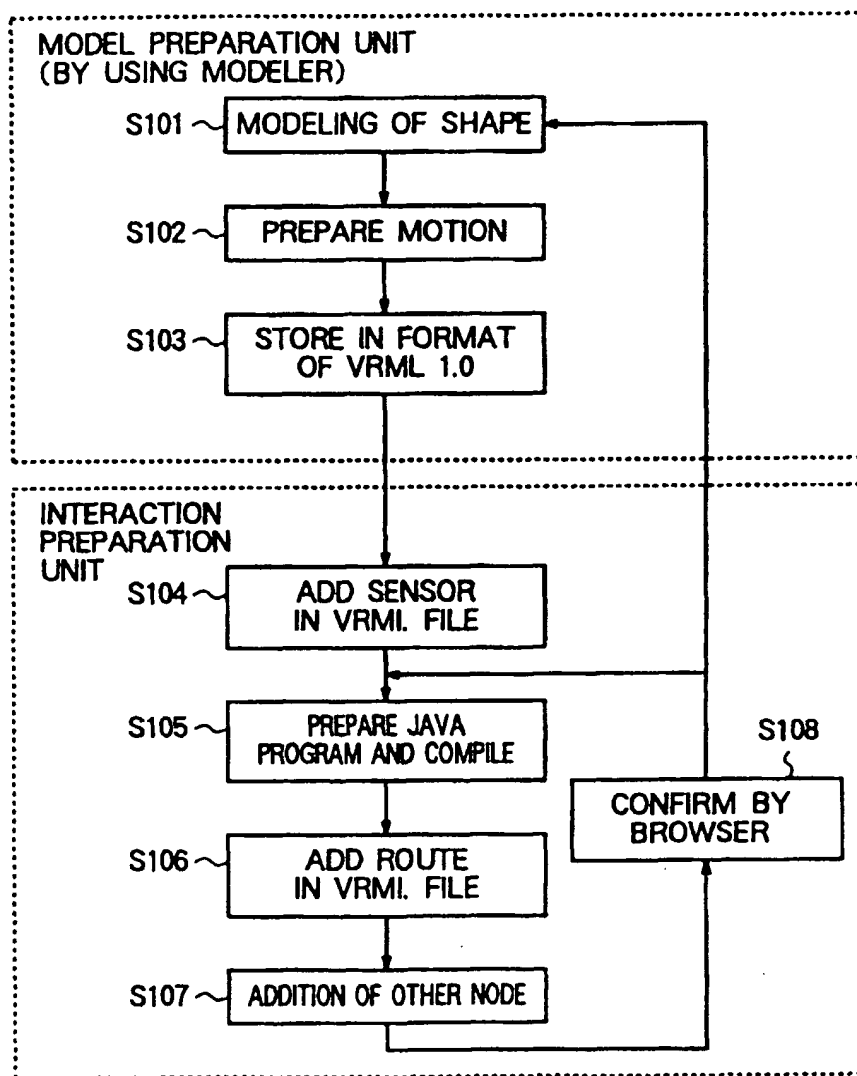 MODEL PREPARATION UNIT
(BY USING MODELER)
S101
MODELING OF SHAPE
S102
PREPARE MOTION
S103
STORE IN FORMAT
OF VRML 1.0
INTERACTION
PREPARATION
UNIT
S104
ADD SENSOR
IN VRMI. FILE
S105
PREPARE JAVA
PROGRAM AND COMPILE
S108
CONFIRM BY
BROWSER
S106
ADD ROUTE
IN VRMI. FILE
S107
ADDITION OF OTHER NODE